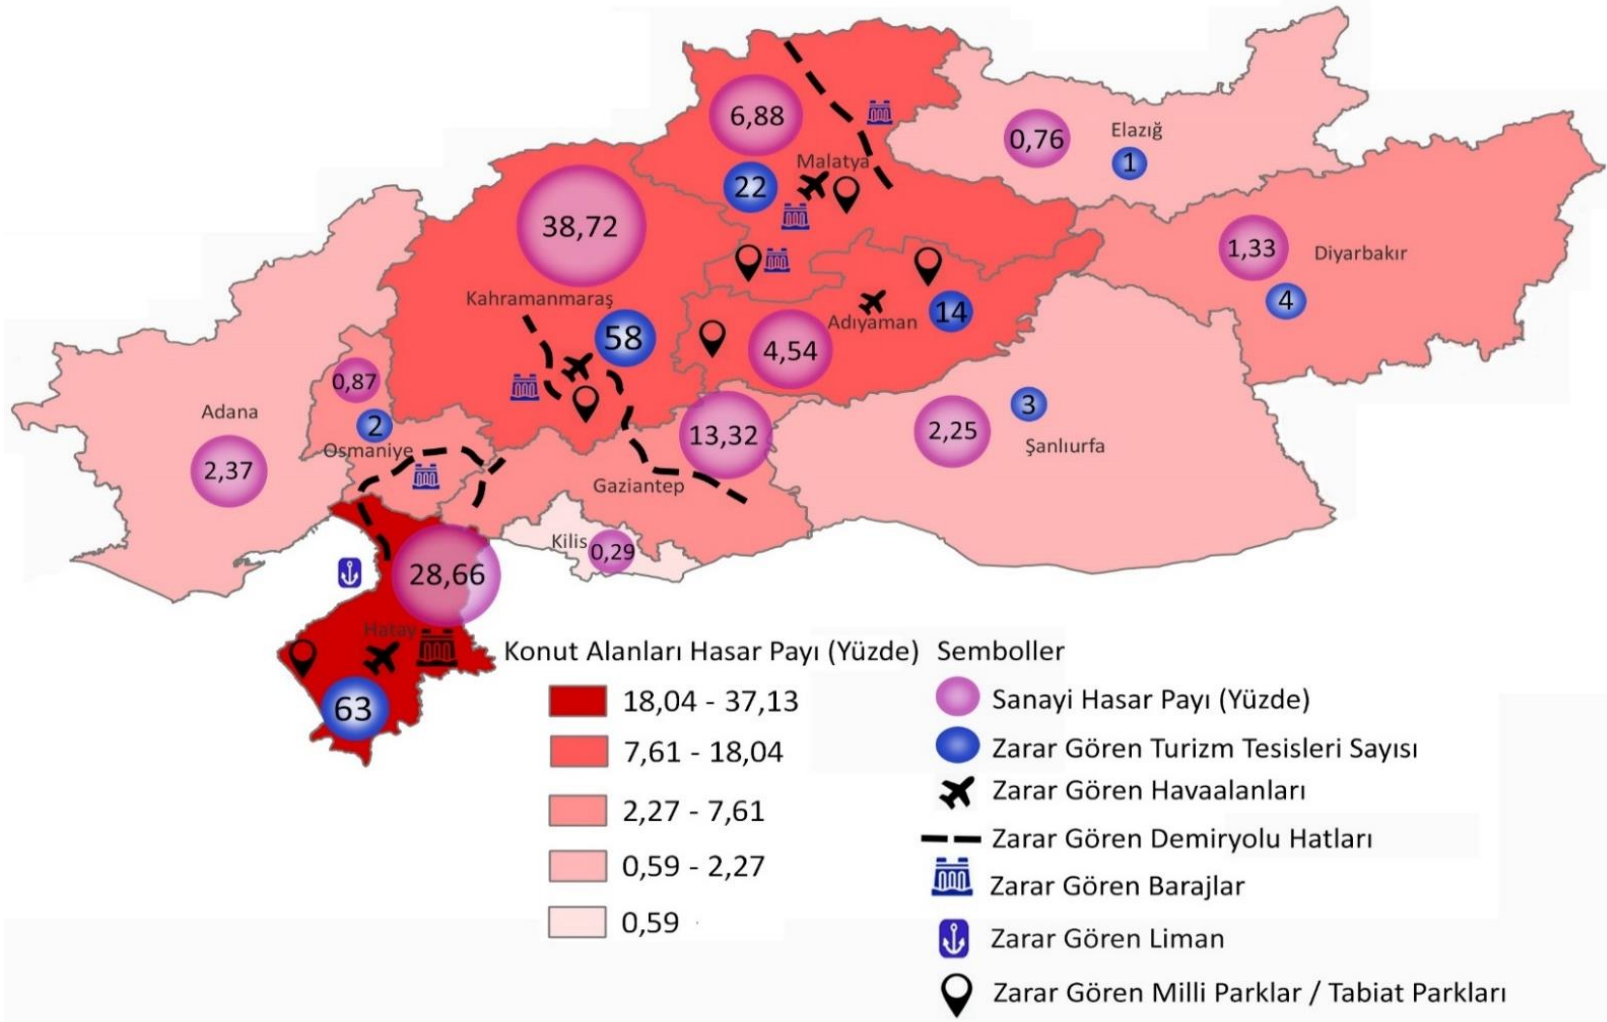 6,88
0,76
Elazığ
1
Malatya
22
38,72
1,33
Diyarbakır
4
Kahramanmaraş
58
14
Adıyaman
4,54
0,87
2
Osmaniye
Adana
2,37
13,32
Gaziantep
2,25
3
Şanlıurfa
Kilis
0,29
28,66
Hatay
63
Konut Alanları Hasar Payı (Yüzde)
18,04 - 37,13
7,61 - 18,04
2,27 - 7,61
0,59 - 2,27
0,59
Semboller
Sanayi Hasar Payı (Yüzde)
Zarar Gören Turizm Tesisleri Sayısı
Zarar Gören Havaalanları
Zarar Gören Demiryolu Hatları
Zarar Gören Barajlar
Zarar Gören Liman
Zarar Gören Milli Parklar / Tabiat Parkları